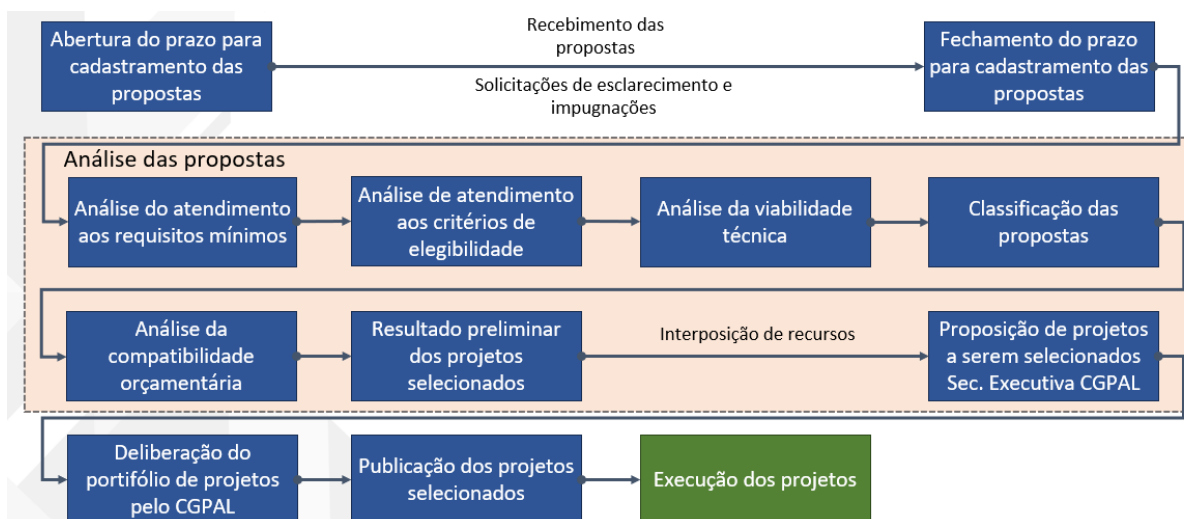 Abertura do prazo para
cadastramento das
propostas
Recebimento das
propostas
Solicitações de esclarecimento e
impugnações
Fechamento do prazo
para cadastramento das
propostas
Análise das propostas
Análise do atendimento
aos requisitos mínimos
Análise de atendimento
aos critérios de
elegibilidade
Análise da viabilidade
técnica
Classificação das
propostas
Análise da
compatibilidade
orçamentária
Resultado preliminar
dos projetos
selecionados
Interposição de recursos
Proposição de projetos
a serem selecionados
Sec. Executiva CGPAL
Deliberação do
portifólio de projetos
pelo CGPAL
Publicação dos projetos
selecionados
Execução dos projetos